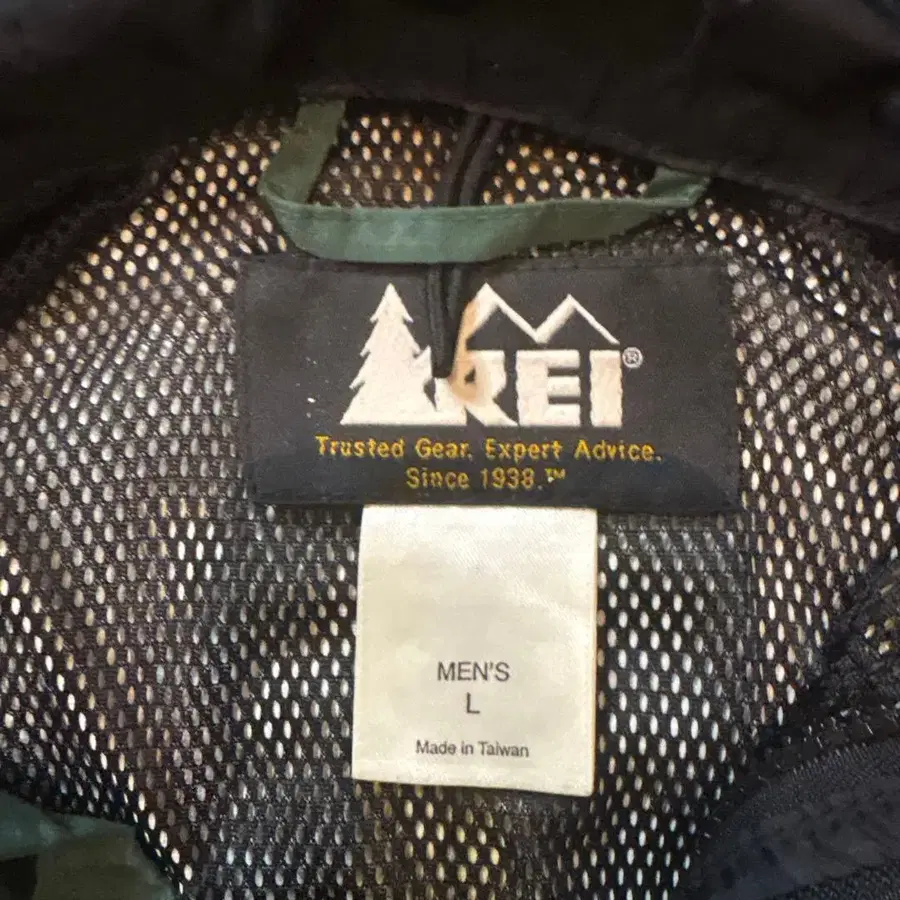 REI®
Trusted Gear. Expert Advice.
Since 1938.™
MEN'S
L
Made in Taiwan